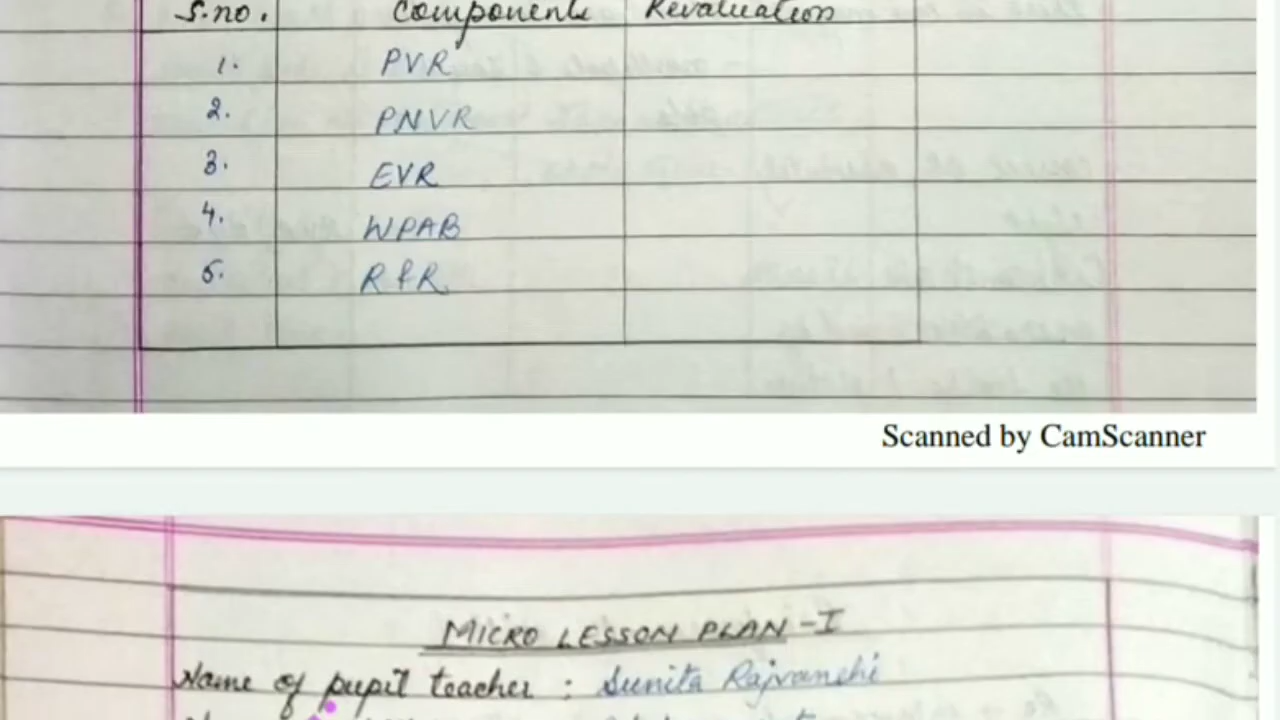 S.no. Components Revaluation
1. PVR
2. PNVR
3. EVR
4. WPAB
5. RfR
Scanned by CamScanner
MICRO LESSON PLAN-I
Name of pupil teacher : Sunita Rajvanshi